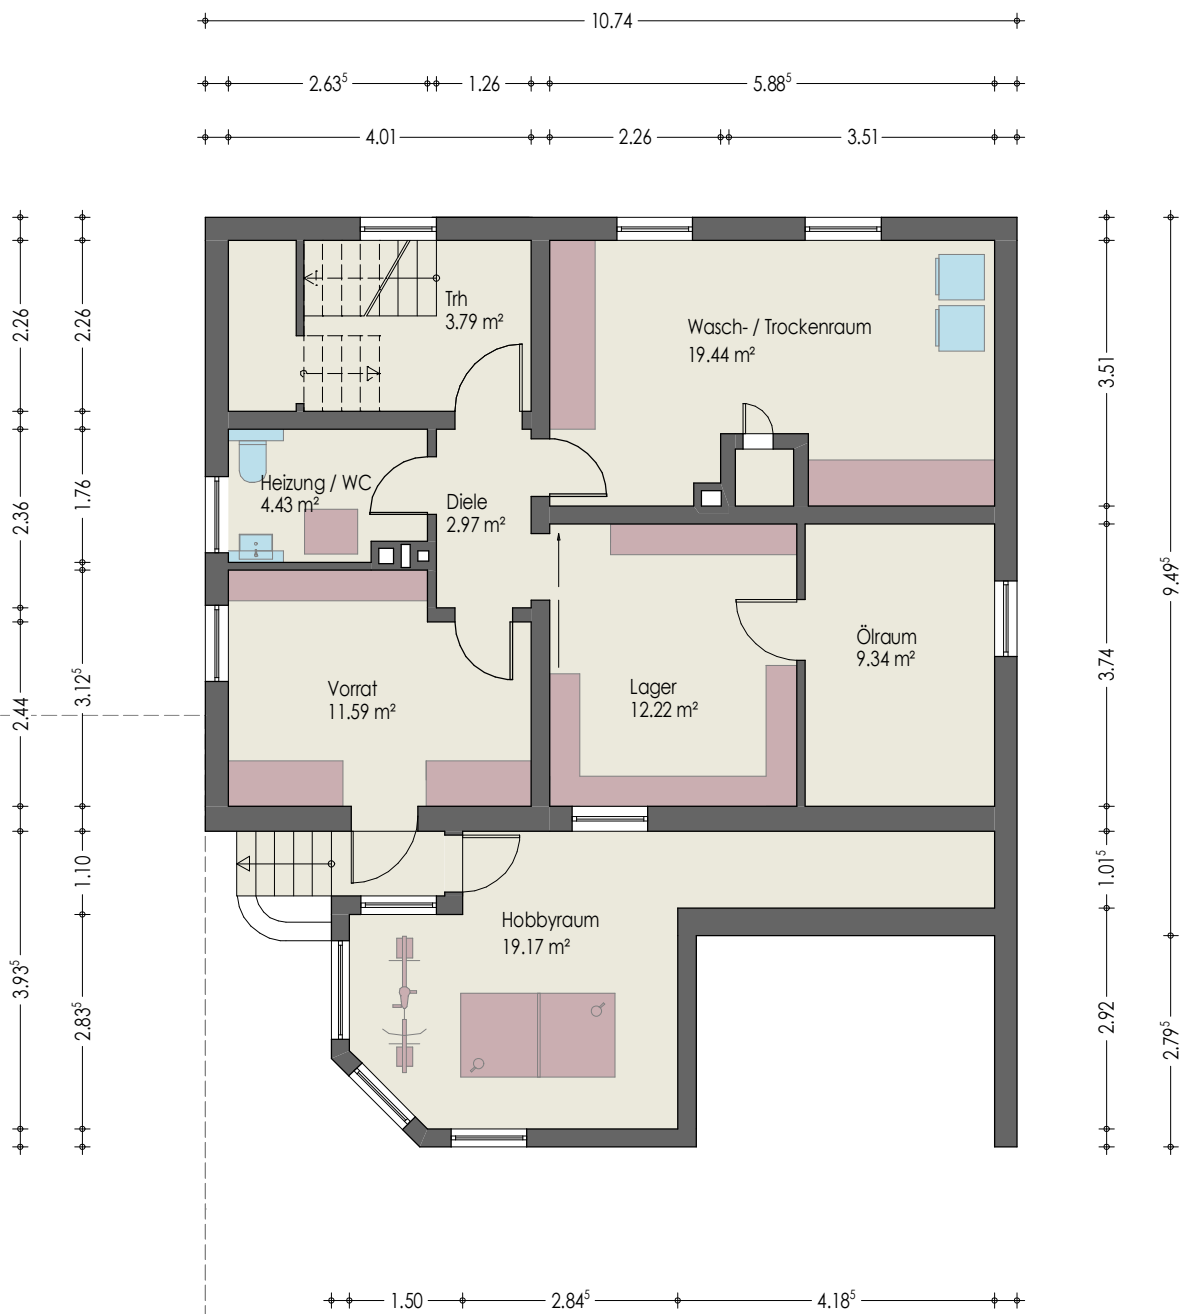 10.74
2.63⁵
1.26
5.88⁵
4.01
2.26
3.51
Trh
3.79 m²
Wasch- / Trockenraum
19.44 m²
2.26
2.26
3.51
Heizung / WC
4.43 m²
Diele
2.97 m²
2.36
1.76
9.49⁵
Ölraum
9.34 m²
3.74
Vorrat
11.59 m²
Lager
12.22 m²
2.44
3.12⁵
1.10
1.01⁵
Hobbyraum
19.17 m²
3.93⁵
2.83⁵
2.92
2.79⁵
1.50
2.84⁵
4.18⁵